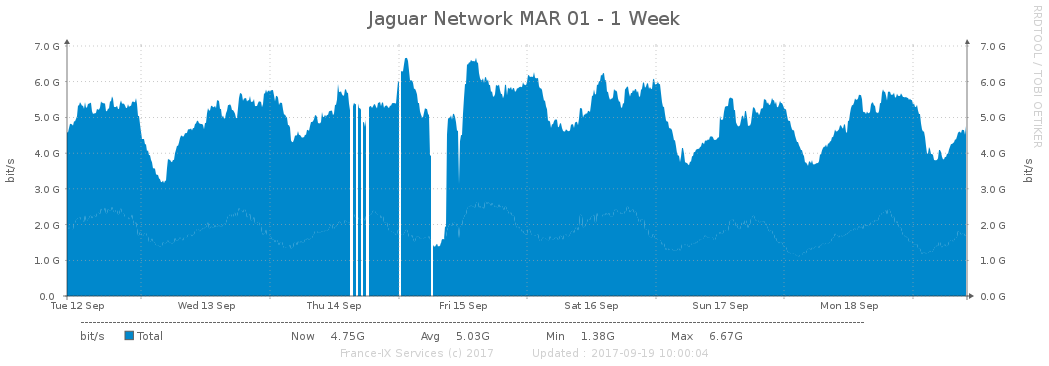 Jaguar Network MAR 01 - 1 Week
RRDTOOL / TOBI OETIKER
bit/s
7.0 G 7.0 G
6.0 G 6.0 G
5.0 G 5.0 G
4.0 G 4.0 G
3.0 G 3.0 G
2.0 G 2.0 G
1.0 G 1.0 G
0.0 0.0 G
bit/s
Tue 12 Sep Wed 13 Sep Thu 14 Sep Fri 15 Sep Sat 16 Sep Sun 17 Sep Mon 18 Sep
bit/s Total Now 4.75G Avg 5.03G Min 1.38G Max 6.67G
France-IX Services (c) 2017 Updated : 2017-09-19 10:00:04